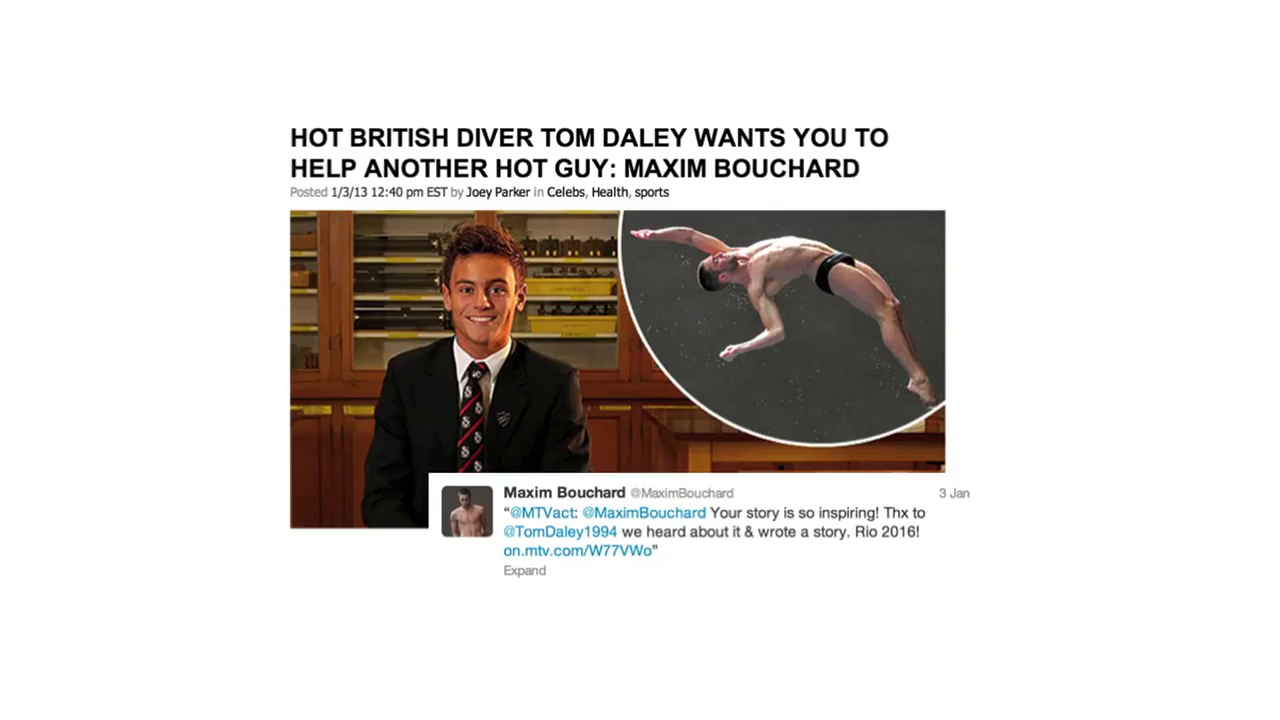 HOT BRITISH DIVER TOM DALEY WANTS YOU TO
HELP ANOTHER HOT GUY: MAXIM BOUCHARD
Posted 1/3/13 12:40 pm EST by Joey Parker in Celebs, Health, sports
Maxim Bouchard @MaximBouchard 3 Jan
“@MTVact: @MaximBouchard Your story is so inspiring! Thx to
@TomDaley1994 we heard about it & wrote a story. Rio 2016!
on.mtv.com/W77VWo”
Expand